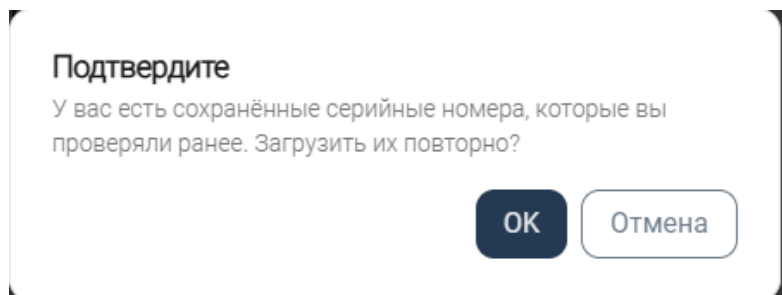 Подтвердите
У вас есть сохранённые серийные номера, которые вы
проверяли ранее. Загрузить их повторно?
OK
Отмена